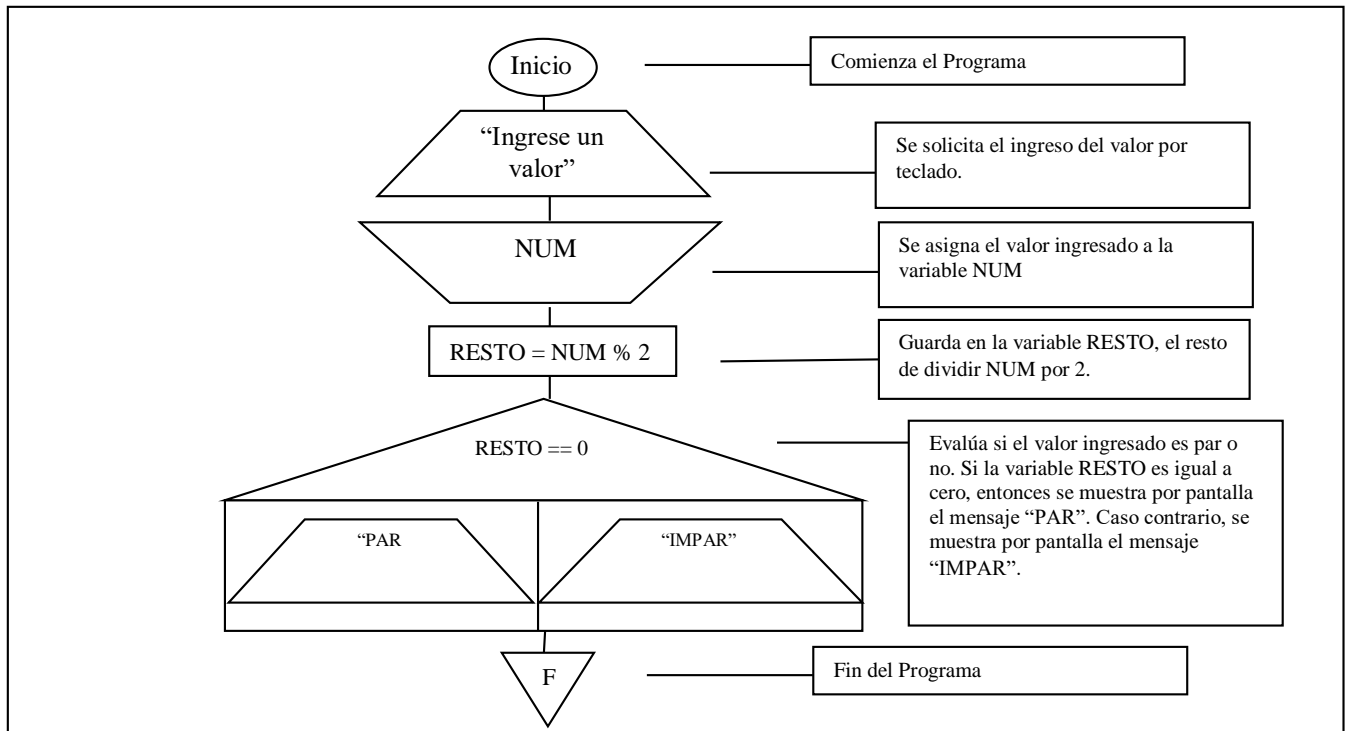 Inicio
Comienza el Programa
“Ingrese un
valor”
Se solicita el ingreso del valor por
teclado.
NUM
Se asigna el valor ingresado a la
variable NUM
RESTO = NUM % 2
Guarda en la variable RESTO, el resto
de dividir NUM por 2.
RESTO == 0
Evalúa si el valor ingresado es par o
no. Si la variable RESTO es igual a
cero, entonces se muestra por pantalla
el mensaje “PAR”. Caso contrario, se
muestra por pantalla el mensaje
“IMPAR”.
“PAR
“IMPAR”
F
Fin del Programa